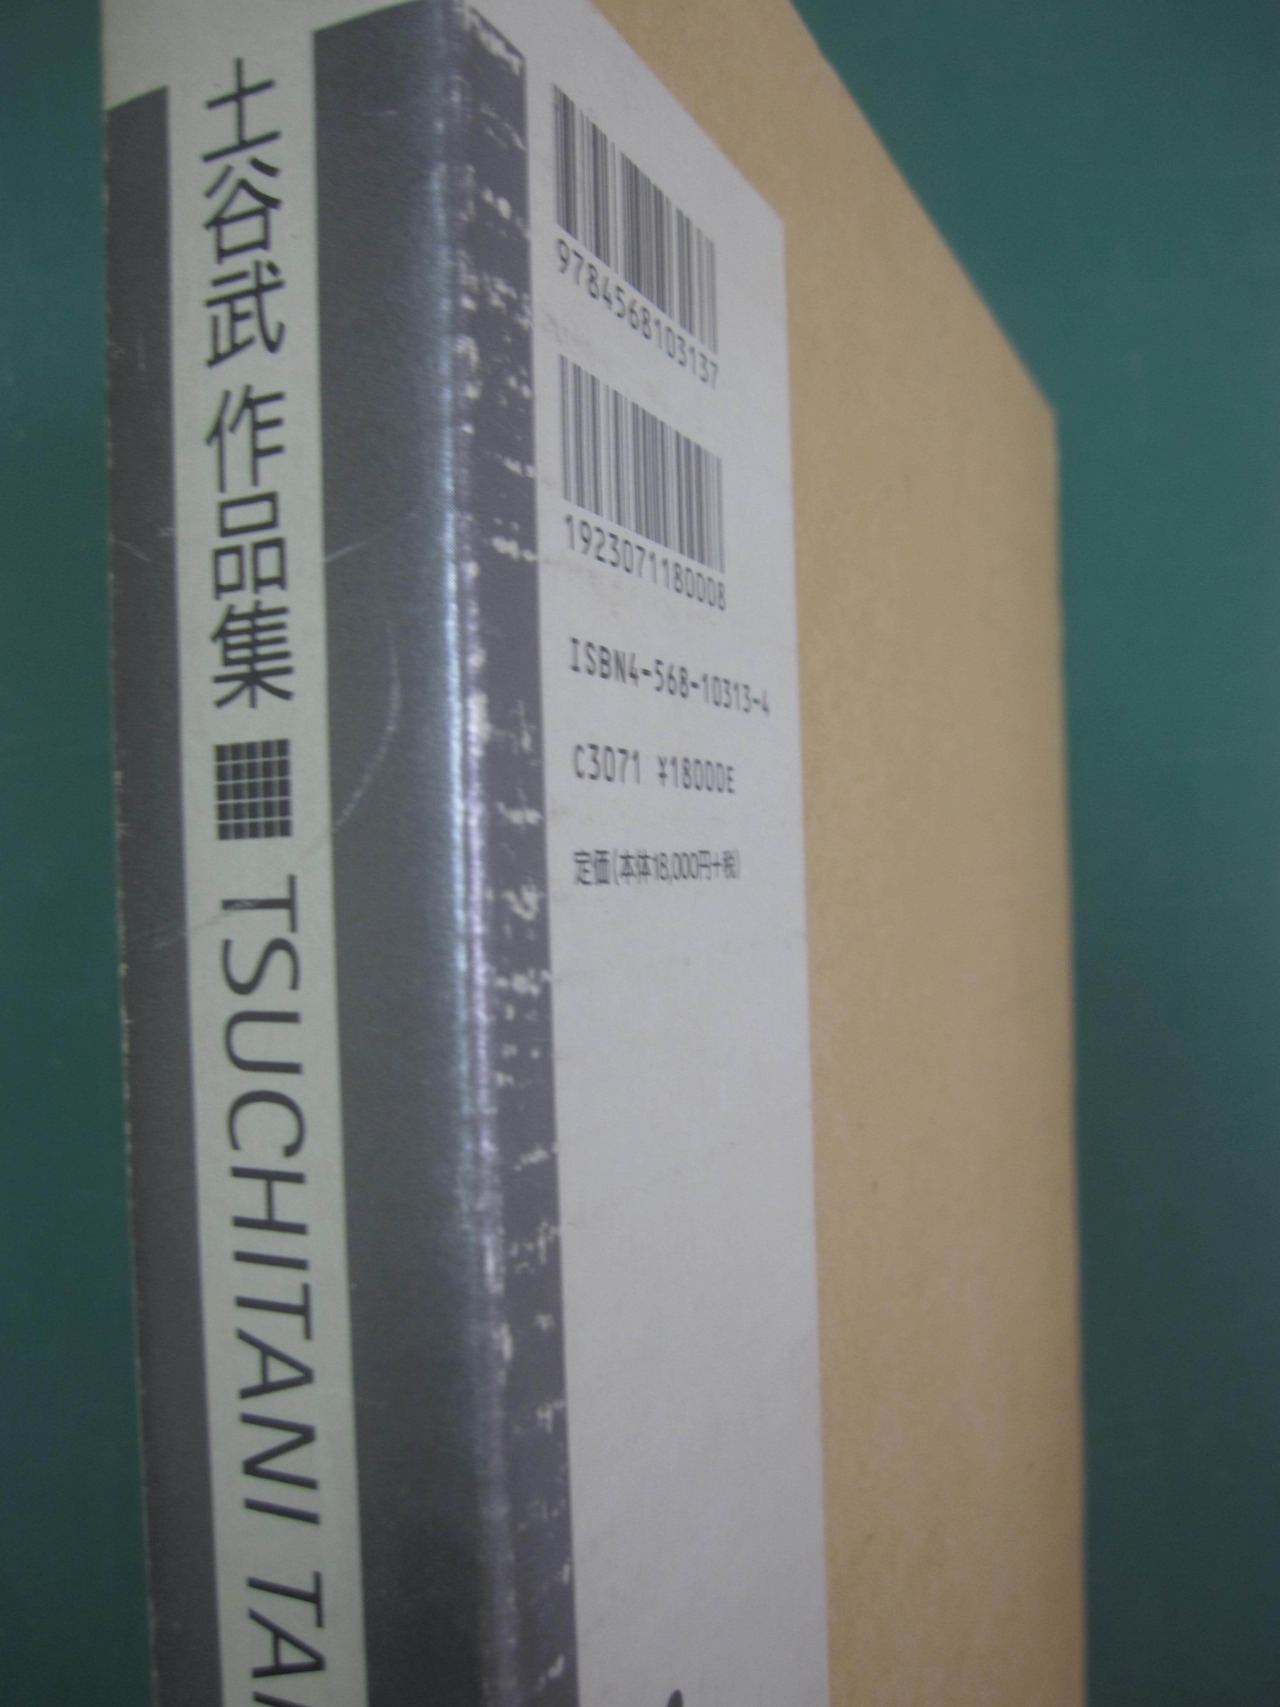 土谷武 作品集 TSUCHITANI
9784568103137
1923071180008
ISBN4-568-10313-4
C3071 ¥18000E
定価(本体18,000円+税)